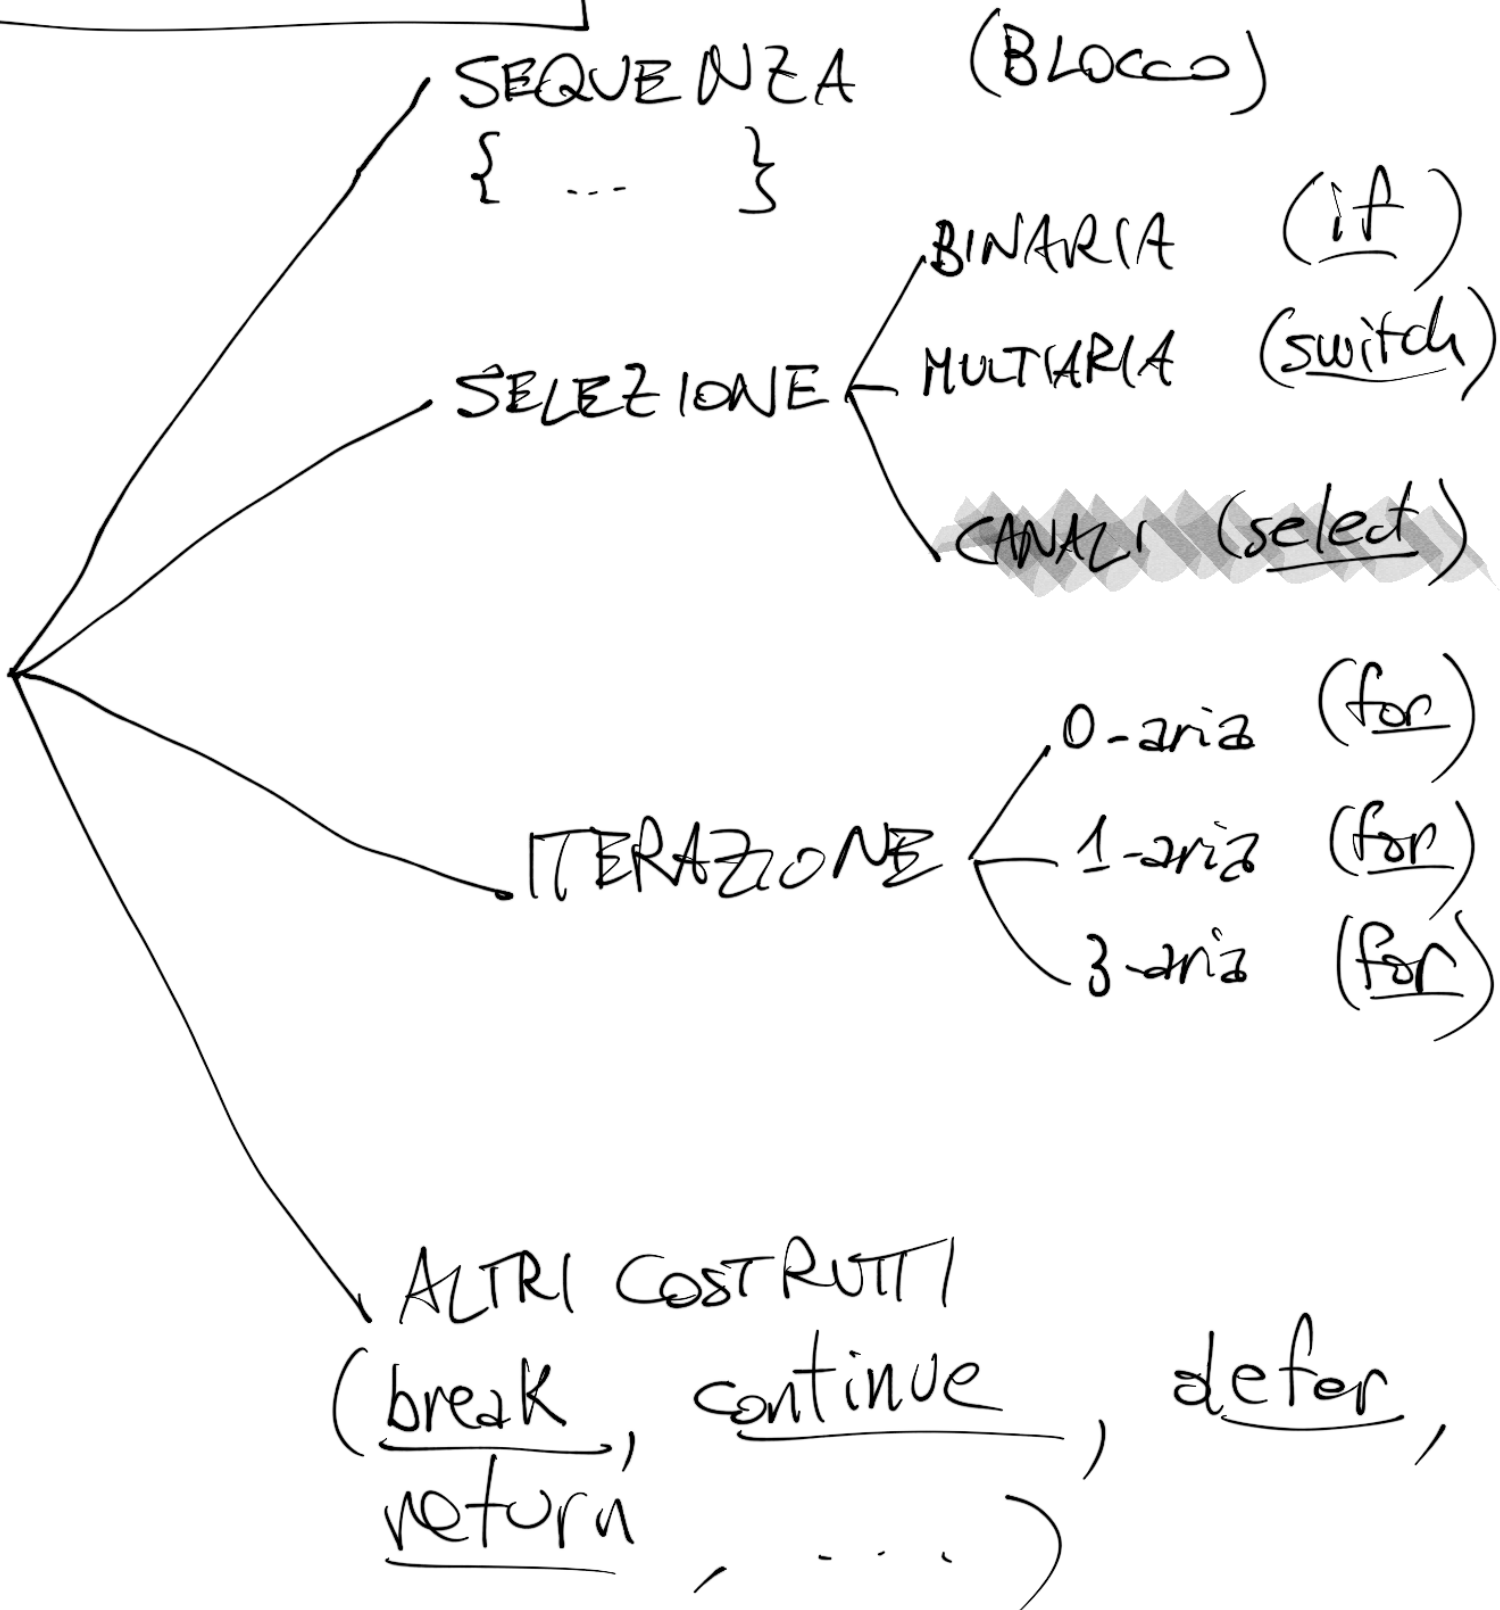 SEQUENZA (BLOCCO)
{ ... }
BINARIA (if)
MULTIARIA (switch)
SELEZIONE
CANALI (select)
0-aria (for)
ITERAZIONE
1-aria (for)
3-aria (for)
ALTRI COSTRUTTI
(break, continue, defer,
return, ...)